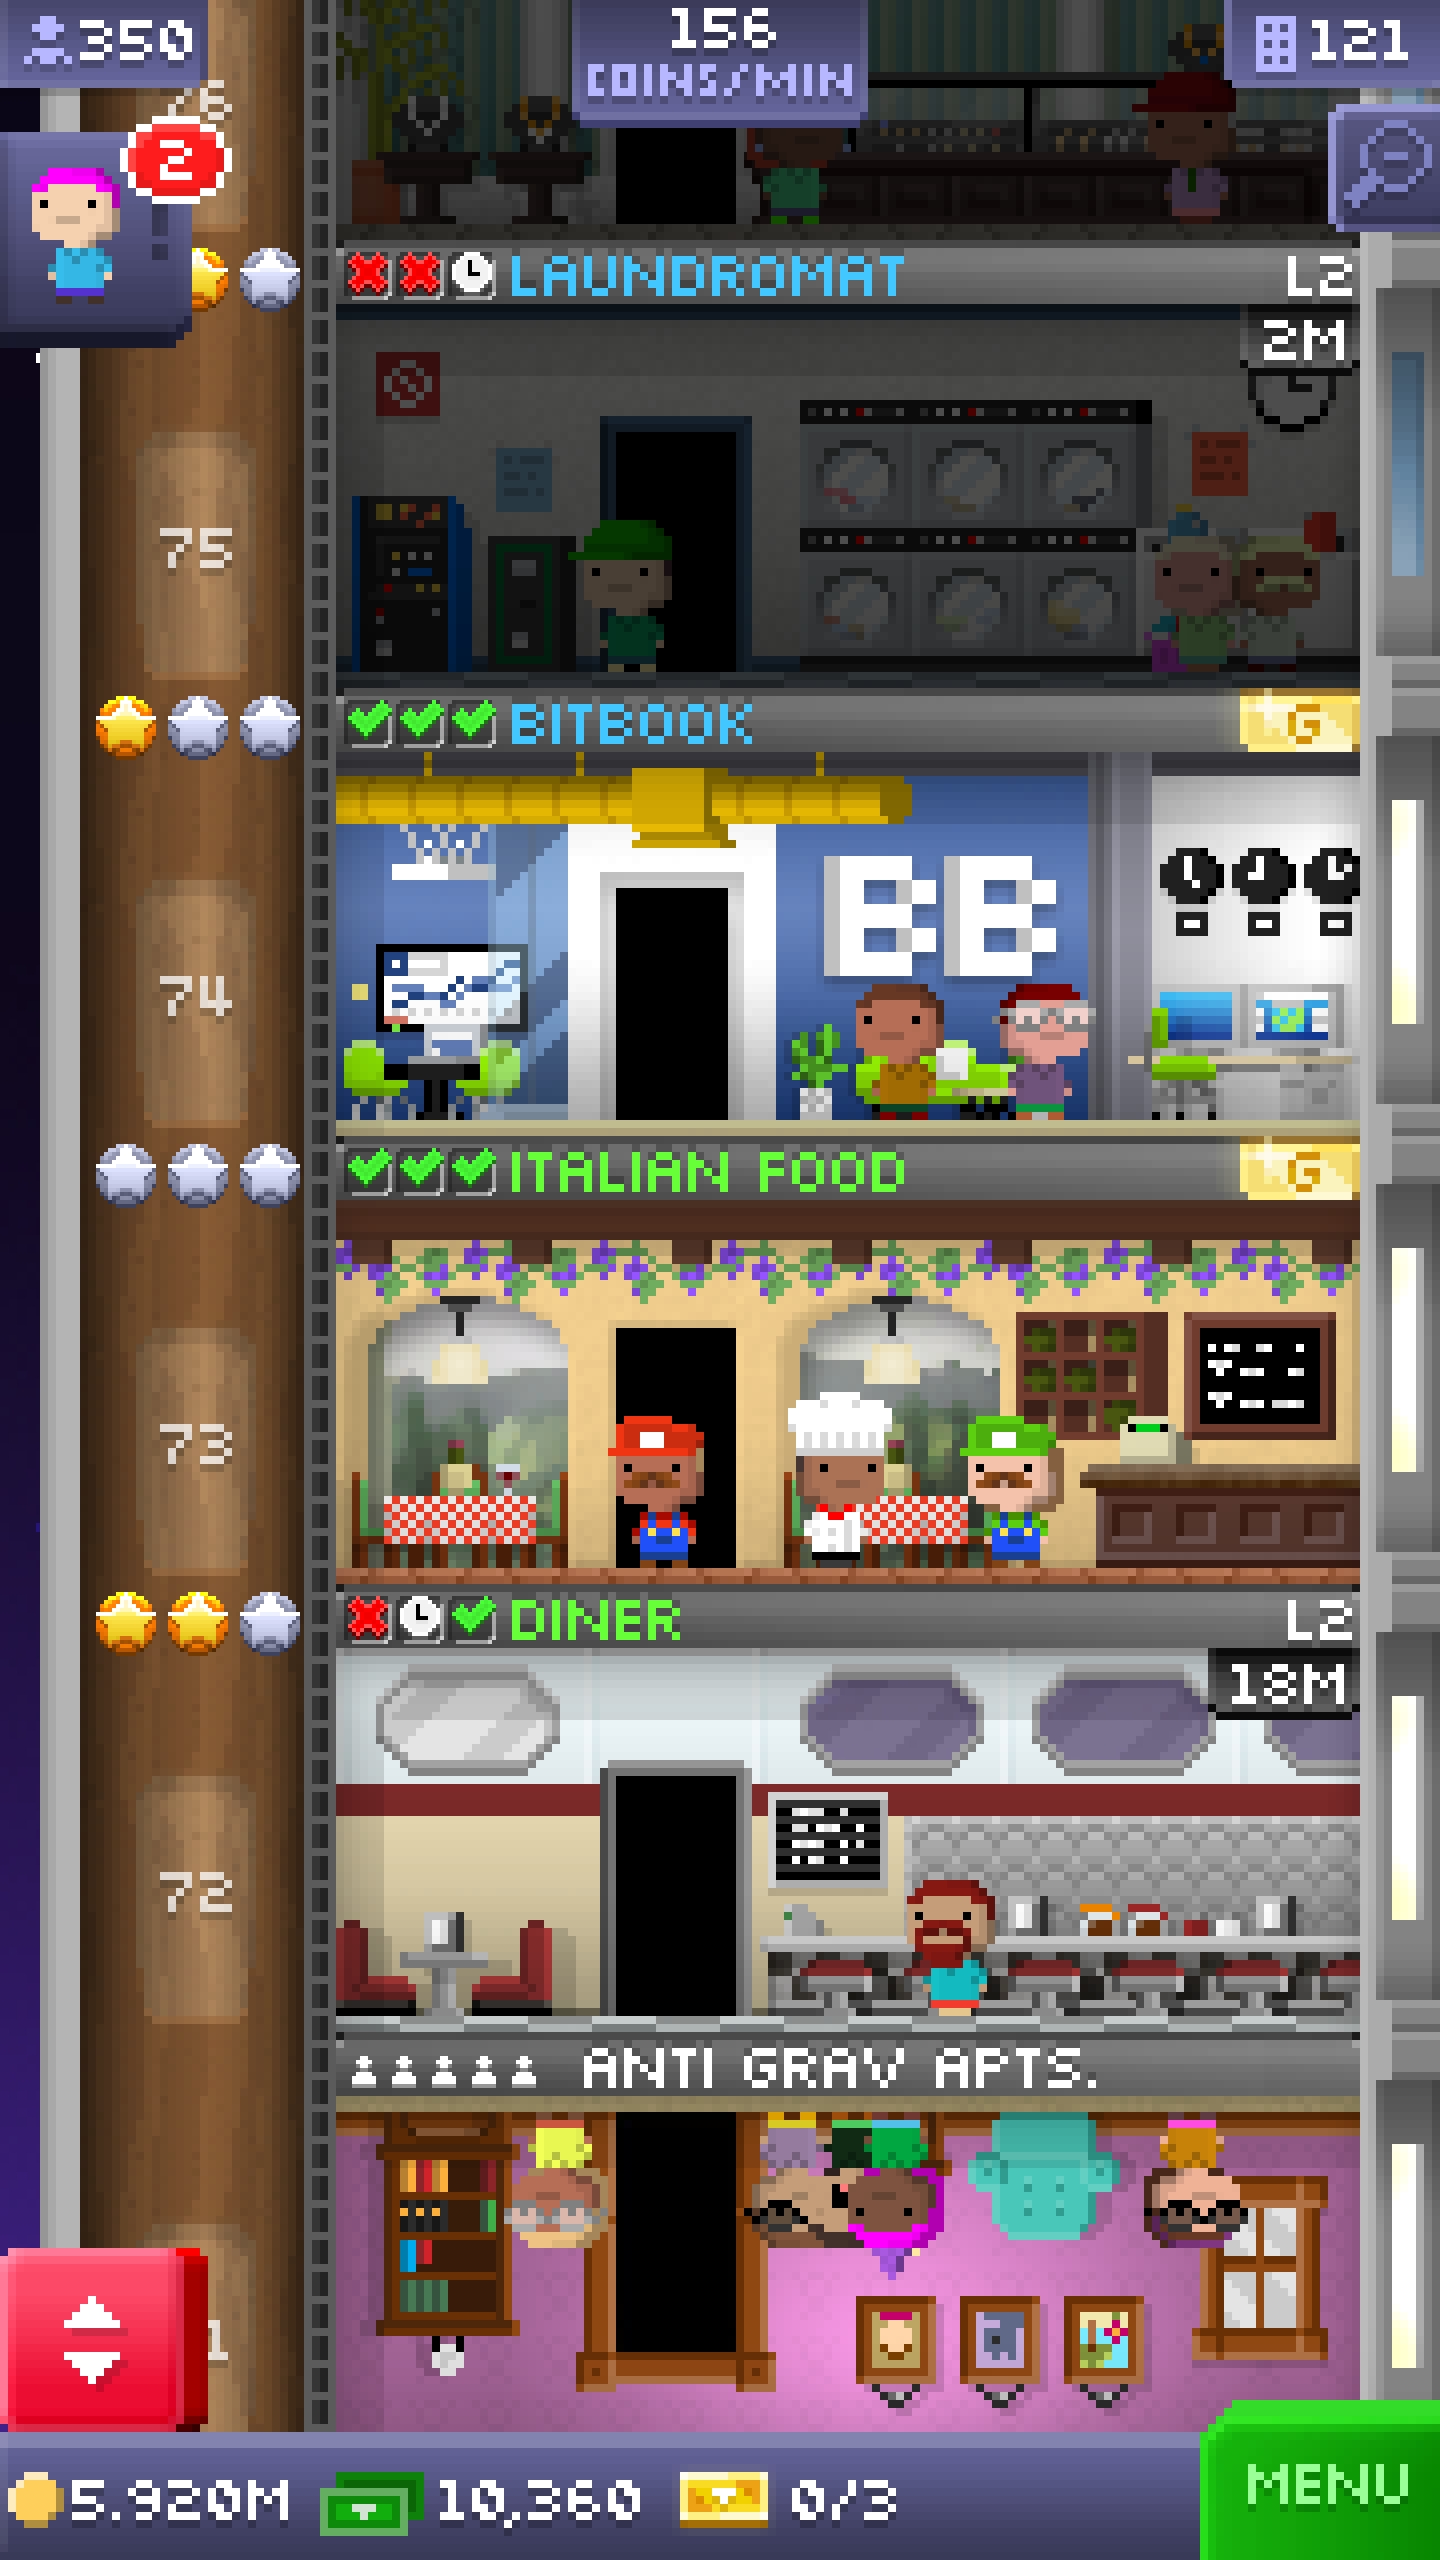 350
156
COINS/MIN
121
76
2
LAUNDROMAT
L2
2M
75
BITBOOK
G
BB
74
ITALIAN FOOD
G
73
DINER
L2
18M
72
ANTI GRAV APTS.
5.920M
10,360
0/3
MENU